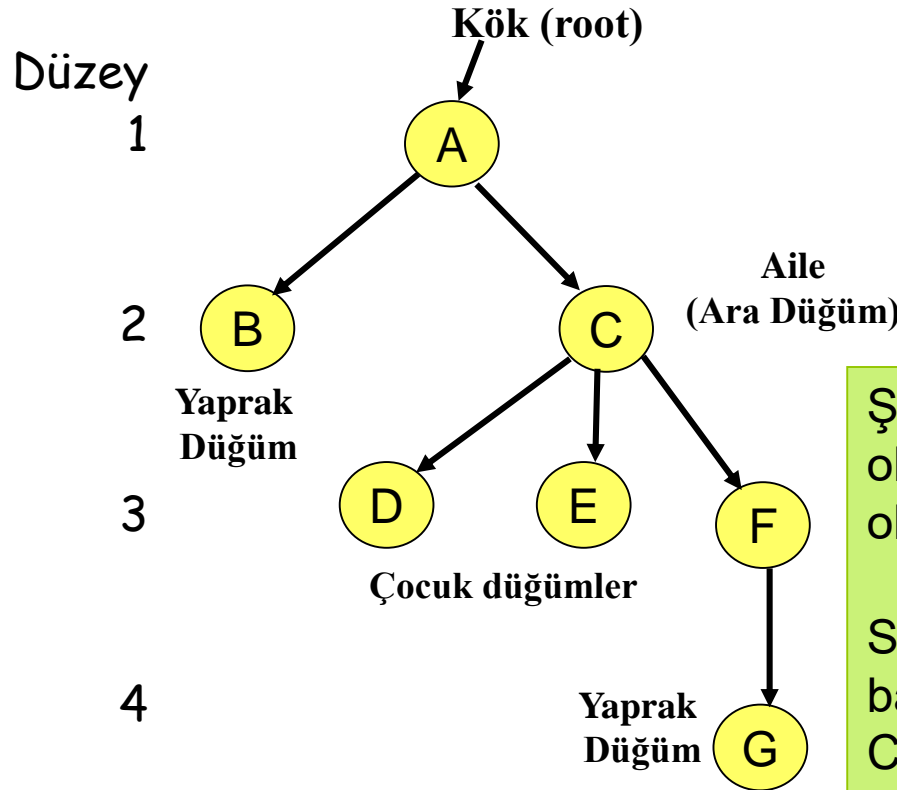 Kök (root)
Düzey
1
A
Aile
(Ara Düğüm)
2
B
C
Yaprak
Düğüm
3
D
E
F
Çocuk düğümler
4
Yaprak
Düğüm
G